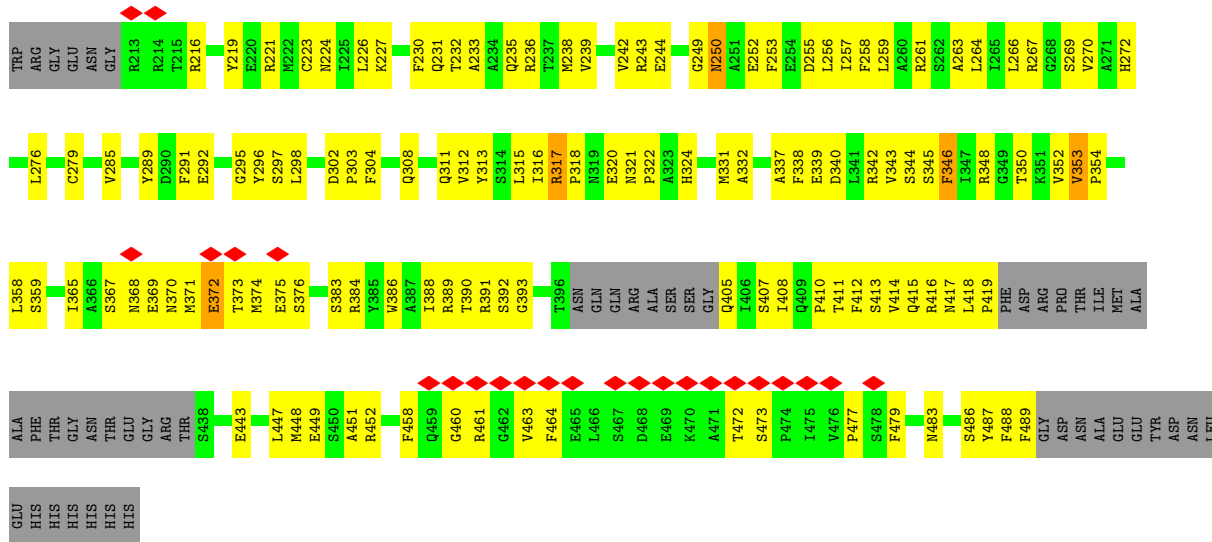 TRP ARG GLY GLU ASN GLY R213 R214 T215 R216 Y219 E220 R221 M222 C223 N224 I225 L226 K227 F230 Q231 T232 A233 A234 Q235 R236 T237 M238 V239 V242 R243 E244 G249 N250 A251 E252 F253 E254 D255 L256 I257 F258 L259 A260 R261 S262 A263 L264 I265 L266 R267 G268 S269 V270 A271 H272
L276 C279 V285 Y289 D290 F291 E292 G295 Y296 S297 L298 D302 P303 F304 Q308 Q311 V312 Y313 S314 L315 I316 R317 P318 N319 E320 N321 P322 A323 H324 M331 A332 A337 F338 E339 D340 L341 R342 V343 S344 S345 F346 I347 R348 G349 T350 K351 V352 V353 P354
L358 S359 I365 A366 S367 N368 E369 N370 M371 E372 T373 M374 E375 S376 S383 R384 Y385 W386 A387 I388 R389 T390 R391 S392 G393 T396 ASN GLN GLN ARG ALA SER SER GLY Q405 I406 S407 I408 Q409 P410 T411 F412 S413 V414 Q415 R416 N417 L418 P419 PHE ASP ARG PRO THR ILE MET ALA
ALA PHE THR GLY ASN THR GLU GLY ARG THR S438 E443 L447 M448 E449 S450 A451 R452 F458 Q459 G460 R461 G462 V463 F464 E465 L466 S467 D468 E469 K470 A471 T472 S473 P474 I475 V476 P477 S478 F479 N483 S486 Y487 F488 F489 GLY ASP ASN ALA GLU GLU TYR ASP ASN LEU
GLU HIS HIS HIS HIS HIS HIS